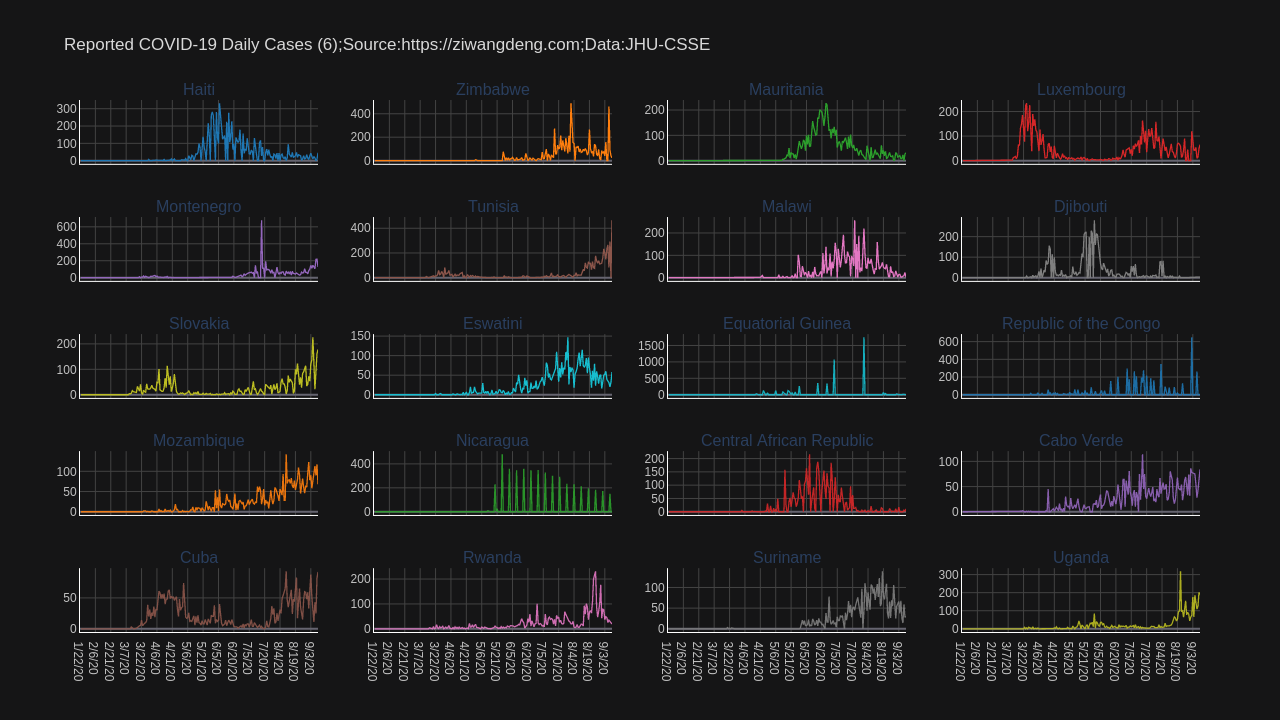 Reported COVID-19 Daily Cases (6);Source:https://ziwangdeng.com;Data:JHU-CSSE
Haiti Zimbabwe Mauritania Luxembourg
300 200 100 0
400 200 0
200 100 0
200 100 0
Montenegro Tunisia Malawi Djibouti
600 400 200 0
400 200 0
200 100 0
200 100 0
Slovakia Eswatini Equatorial Guinea Republic of the Congo
200 100 0
150 100 50 0
1500 1000 500 0
600 400 200 0
Mozambique Nicaragua Central African Republic Cabo Verde
100 50 0
400 200 0
200 150 100 50 0
100 50 0
Cuba Rwanda Suriname Uganda
50 0
200 100 0
100 50 0
300 200 100 0
1/22/20 2/6/20 2/21/20 3/7/20 3/22/20 4/6/20 4/21/20 5/6/20 5/21/20 6/5/20 6/20/20 7/5/20 7/20/20 8/4/20 8/19/20 9/3/20
1/22/20 2/6/20 2/21/20 3/7/20 3/22/20 4/6/20 4/21/20 5/6/20 5/21/20 6/5/20 6/20/20 7/5/20 7/20/20 8/4/20 8/19/20 9/3/20
1/22/20 2/6/20 2/21/20 3/7/20 3/22/20 4/6/20 4/21/20 5/6/20 5/21/20 6/5/20 6/20/20 7/5/20 7/20/20 8/4/20 8/19/20 9/3/20
1/22/20 2/6/20 2/21/20 3/7/20 3/22/20 4/6/20 4/21/20 5/6/20 5/21/20 6/5/20 6/20/20 7/5/20 7/20/20 8/4/20 8/19/20 9/3/20